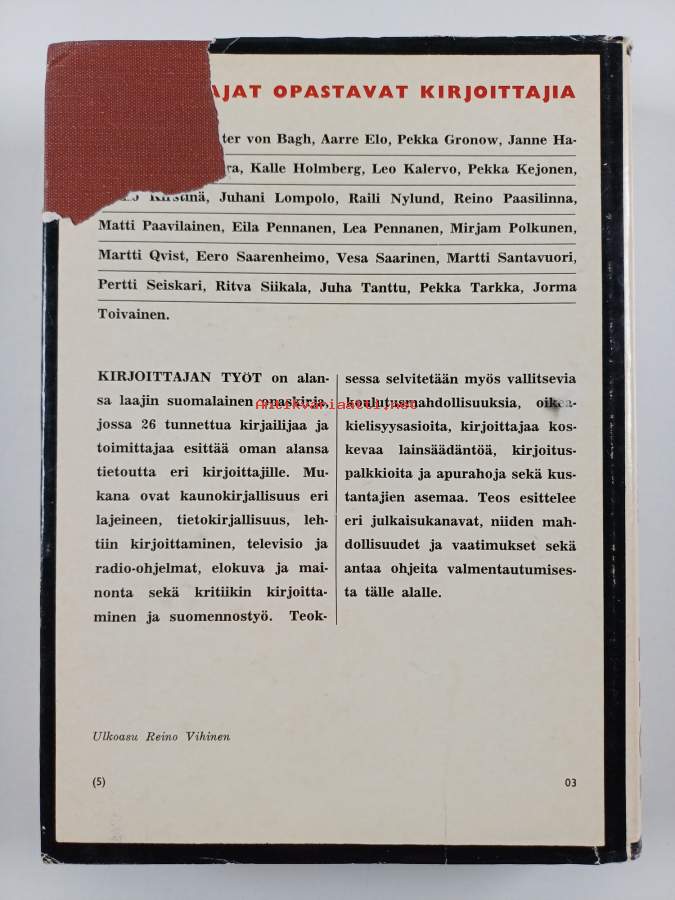 AJAT OPASTAVAT KIRJOITTAJIA
ter von Bagh, Aarre Elo, Pekka Gronow, Janne Ha-
ra, Kalle Holmberg, Leo Kalervo, Pekka Kejonen,
Kirstinä, Juhani Lompolo, Raili Nylund, Reino Paasilinna,
Matti Paavilainen, Eila Pennanen, Lea Pennanen, Mirjam Polkunen,
Martti Qvist, Eero Saarenheimo, Vesa Saarinen, Martti Santavuori,
Pertti Seiskari, Ritva Siikala, Juha Tanttu, Pekka Tarkka, Jorma
Toivainen.
KIRJOITTAJAN TYÖT on alan-
sa laajin suomalainen opaskirja,
jossa 26 tunnettua kirjailijaa ja
toimittajaa esittää oman alansa
tietoutta eri kirjoittajille. Mu-
kana ovat kaunokirjallisuus eri
lajeineen, tietokirjallisuus, leh-
tiin kirjoittaminen, televisio ja
radio-ohjelmat, elokuva ja mai-
nonta sekä kritiikin kirjoitta-
minen ja suomennostyö. Teok-
sessa selvitetään myös vallitsevia
koulutusmahdollisuuksia, oikea-
kielisyysasioita, kirjoittajaa kos-
kevaa lainsäädäntöä, kirjoitus-
palkkioita ja apurahoja sekä kus-
tantajien asemaa. Teos esittelee
eri julkaisukanavat, niiden mah-
dollisuudet ja vaatimukset sekä
antaa ohjeita valmentautumises-
ta tälle alalle.
antikvariaatti.net
Ulkoasu Reino Vihinen
(5)
03